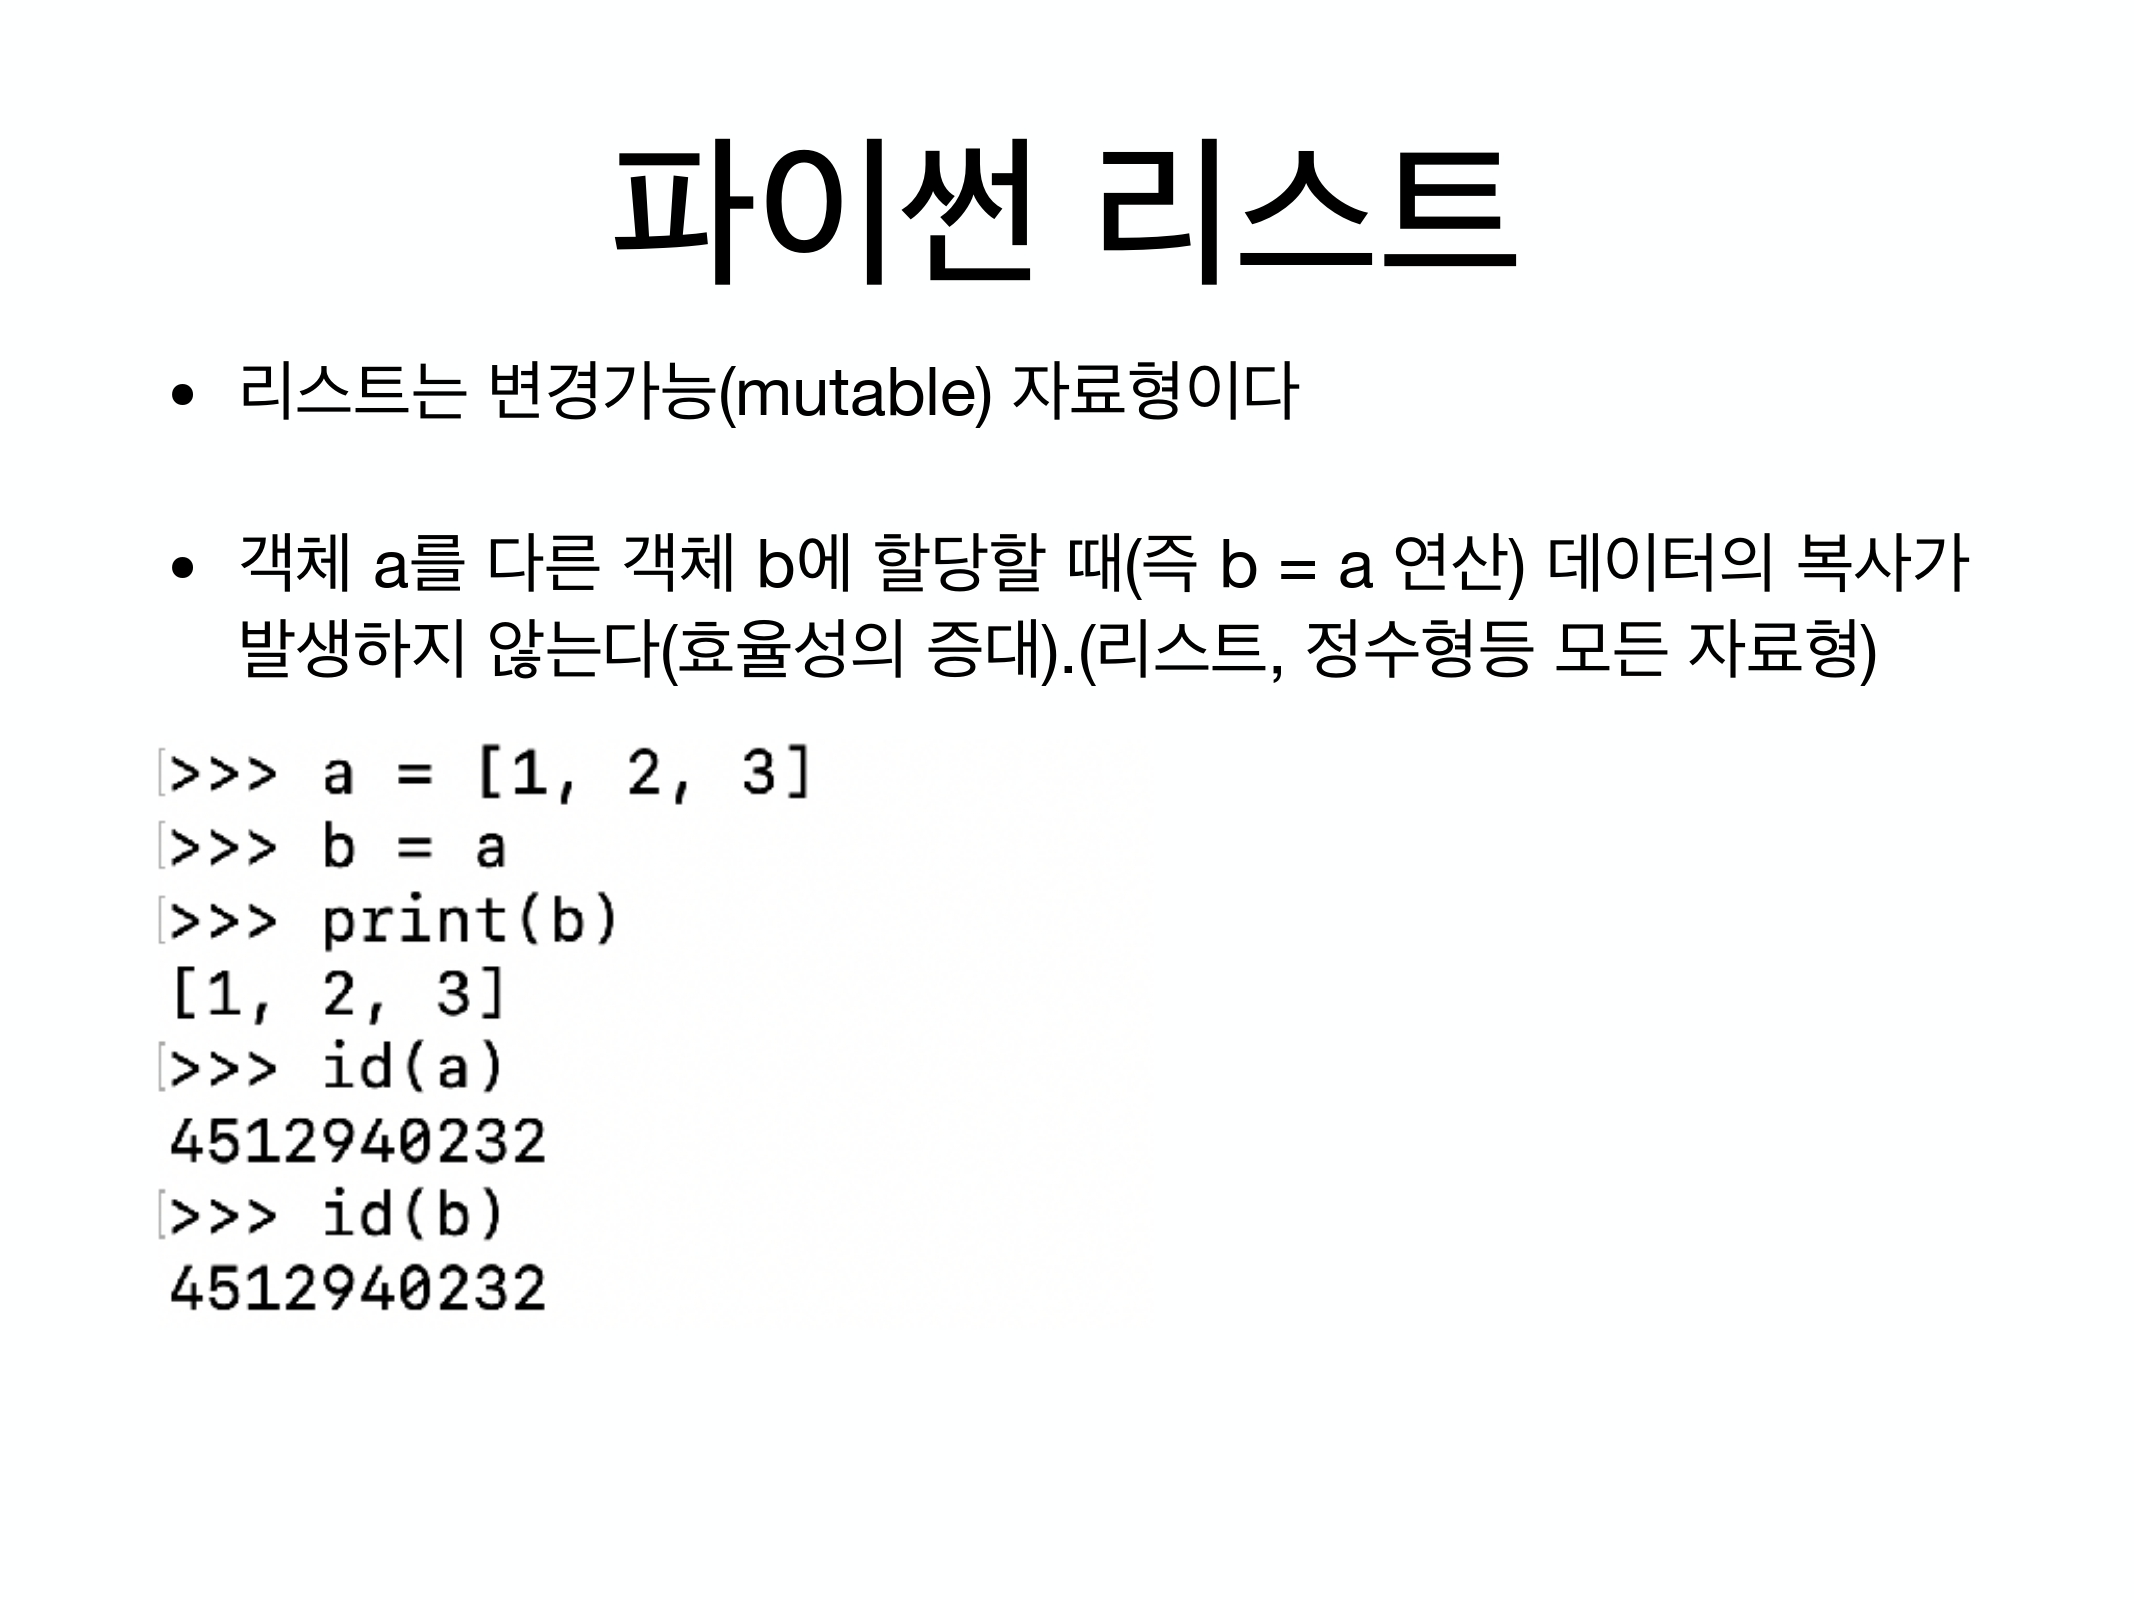 파이썬 리스트
• 리스트는 변경가능(mutable) 자료형이다
• 객체 a를 다른 객체 b에 할당할 때(즉 b = a 연산) 데이터의 복사가
발생하지 않는다(효율성의 증대).(리스트, 정수형등 모든 자료형)
[>>> a = [1, 2, 3]
[>>> b = a
[>>> print(b)
[1, 2, 3]
[>>> id(a)
4512940232
[>>> id(b)
4512940232